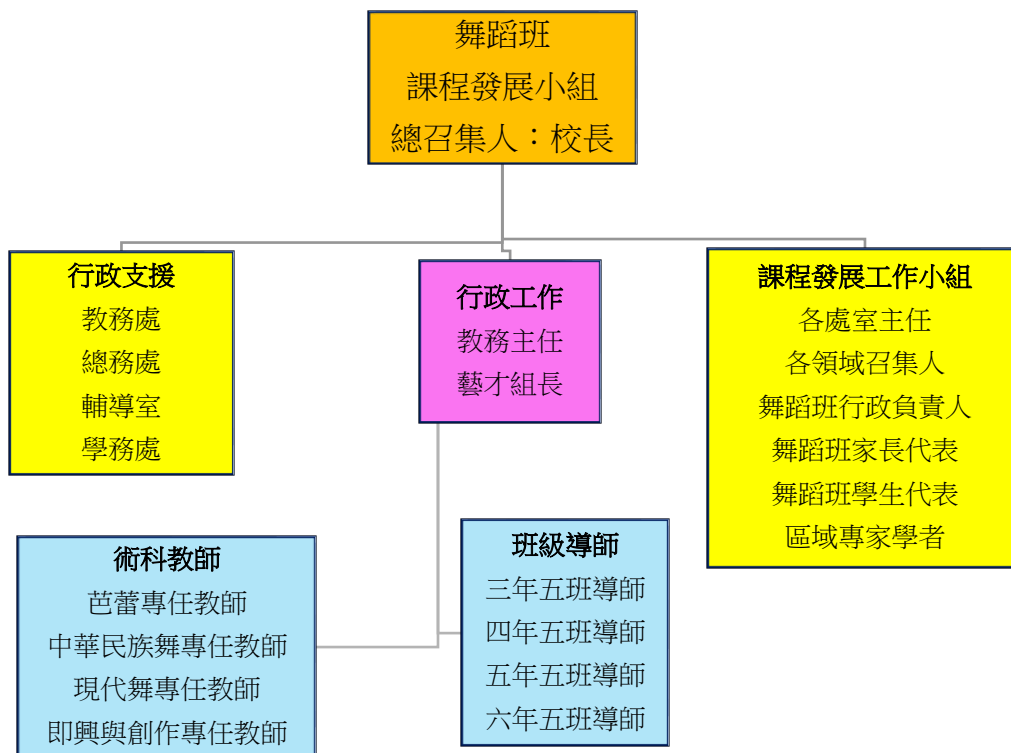 舞蹈班
課程發展小組
總召集人：校長
行政支援
教務處
總務處
輔導室
學務處
行政工作
教務主任
藝才組長
課程發展工作小組
各處室主任
各領域召集人
舞蹈班行政負責人
舞蹈班家長代表
舞蹈班學生代表
區域專家學者
術科教師
芭蕾專任教師
中華民族舞專任教師
現代舞專任教師
即興與創作專任教師
班級導師
三年五班導師
四年五班導師
五年五班導師
六年五班導師